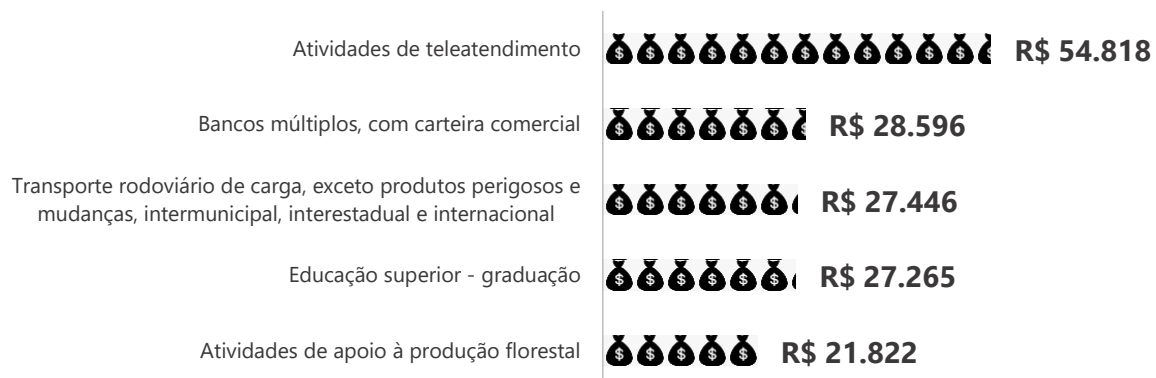 Atividades de teleatendimento
R$ 54.818
Bancos múltiplos, com carteira comercial
R$ 28.596
Transporte rodoviário de carga, exceto produtos perigosos e
mudanças, intermunicipal, interestadual e internacional
R$ 27.446
Educação superior - graduação
R$ 27.265
Atividades de apoio à produção florestal
R$ 21.822